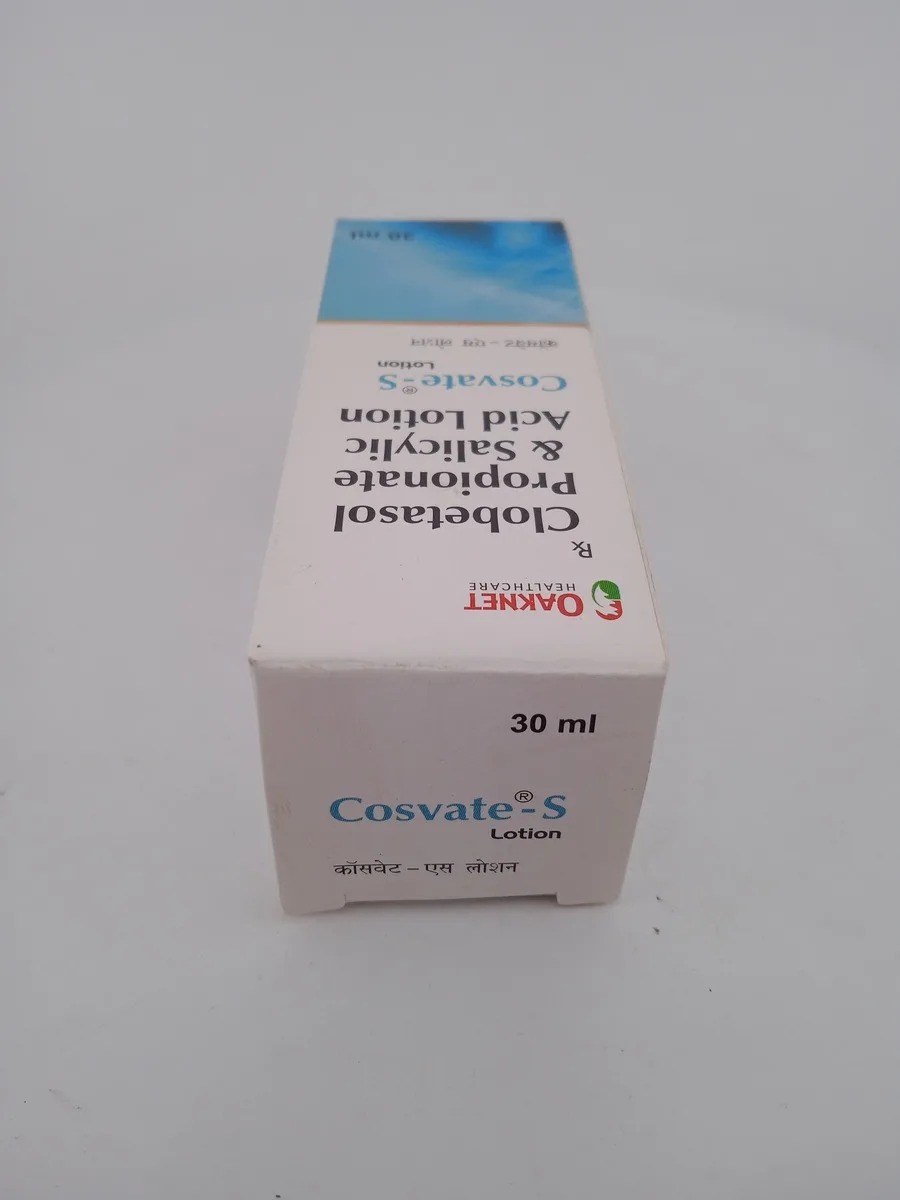 OAKNET
HEALTHCARE
Rx
Clobetasol
Propionate
& Salicylic
Acid Lotion
Cosvate®-S
Lotion
कॉसवेट – एस लोशन
30 ml
30 ml
Cosvate®-S
Lotion
कॉसवेट – एस लोशन